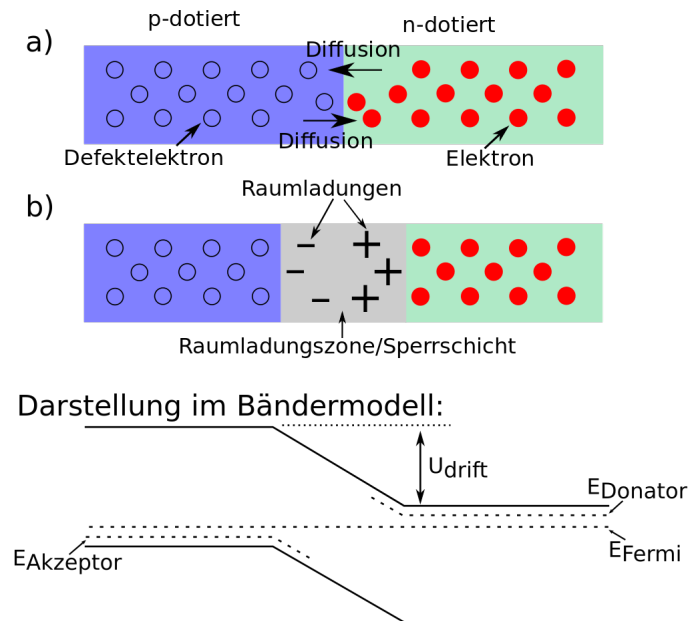 p-dotiert
n-dotiert
a)
Diffusion
Diffusion
Defektelektron
Elektron
b)
Raumladungen
Raumladungszone/Sperrschicht
Darstellung im Bändermodell:
Udrift
EDonator
EAkzeptor
EFermi